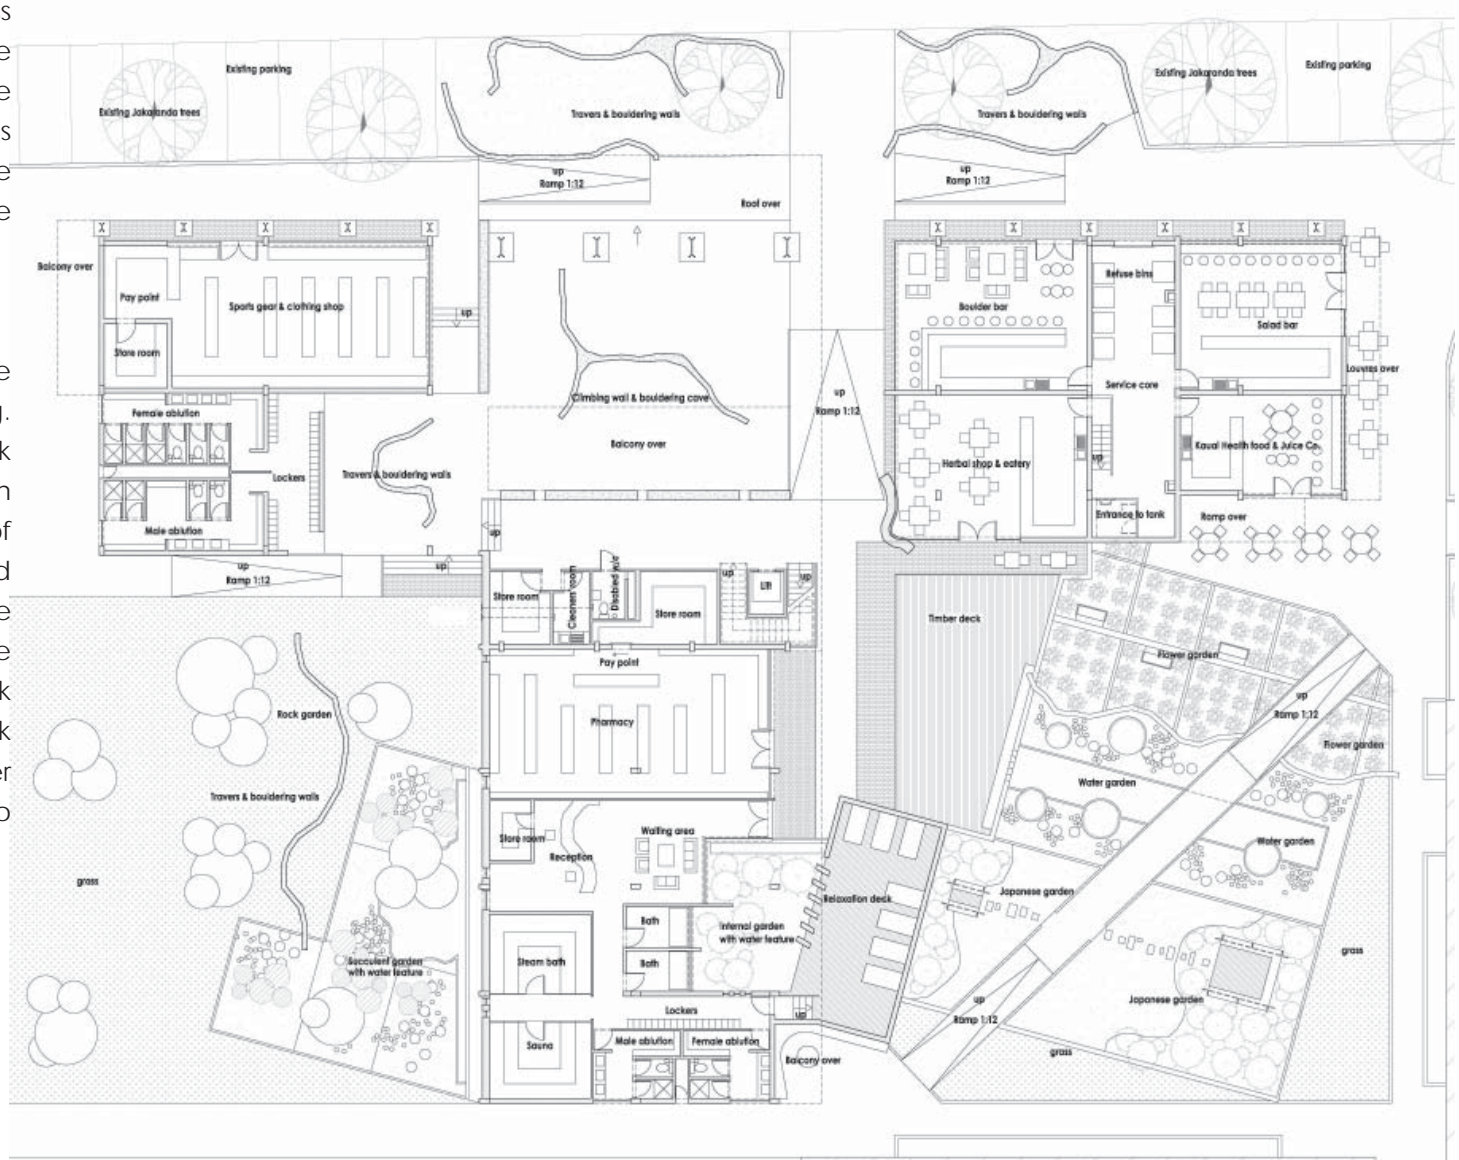 s
e
e
s
e
e
e
g.
k
n
of
d
e
e
k
k
er
o
Existing parking
Existing Jakaranda trees
Travers & bouldering walls
up
Ramp 1:12
Roof over
Travers & bouldering walls
Existing Jakaranda trees
Existing parking
up
Ramp 1:12
Balcony over
Pay point
Sports gear & clothing shop
Store room
up
Female ablution
Lockers
Travers & bouldering walls
Male ablution
up
Ramp 1:12
up
Climbing wall & bouldering cave
Balcony over
up
Ramp 1:12
Boulder bar
Refuse bins
Salad bar
Service core
Louvres over
Herbal shop & eatery
up
Kauai Health food & Juice Co.
Entrance to tank
Ramp over
up
Store room
Cleaners room
Disabled w/c
Store room
up
Lift
up
Pay point
Pharmacy
Timber deck
Flower garden
up
Ramp 1:12
Flower garden
Water garden
Water garden
Rock garden
Travers & bouldering walls
grass
Succulent garden
with water feature
Store room
Reception
Waiting area
Bath
Bath
Internal garden
with water feature
Relaxation deck
Japanese garden
Steam bath
Lockers
up
Sauna
Male ablution
Female ablution
Balcony over
up
Ramp 1:12
Japanese garden
grass
grass